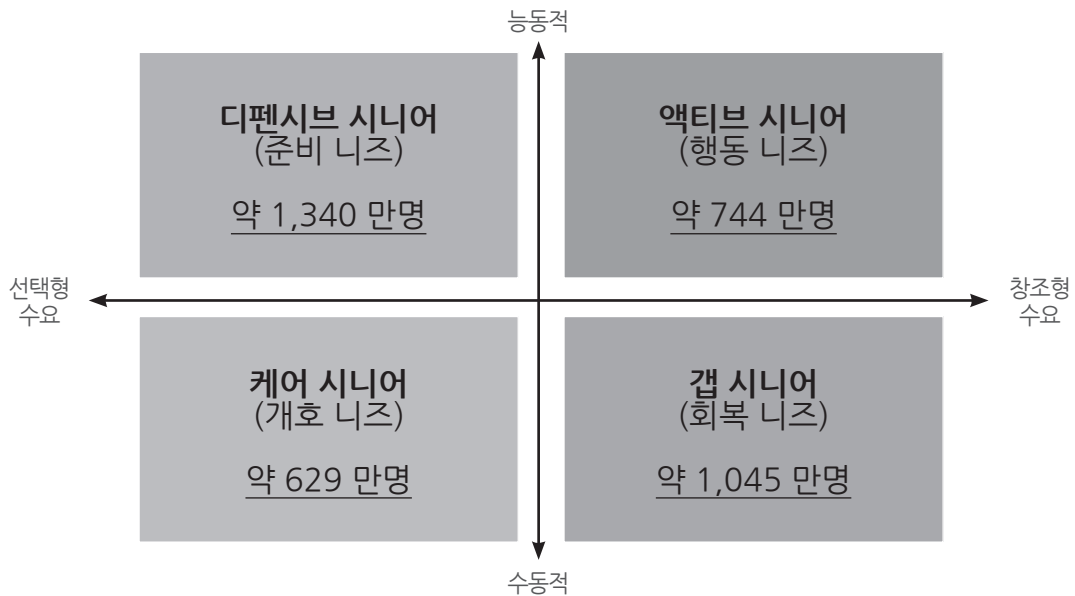 능동적
디펜시브 시니어
(준비 니즈)
약 1,340 만명
액티브 시니어
(행동 니즈)
약 744 만명
선택형
수요
창조형
수요
케어 시니어
(개호 니즈)
약 629 만명
갭 시니어
(회복 니즈)
약 1,045 만명
수동적